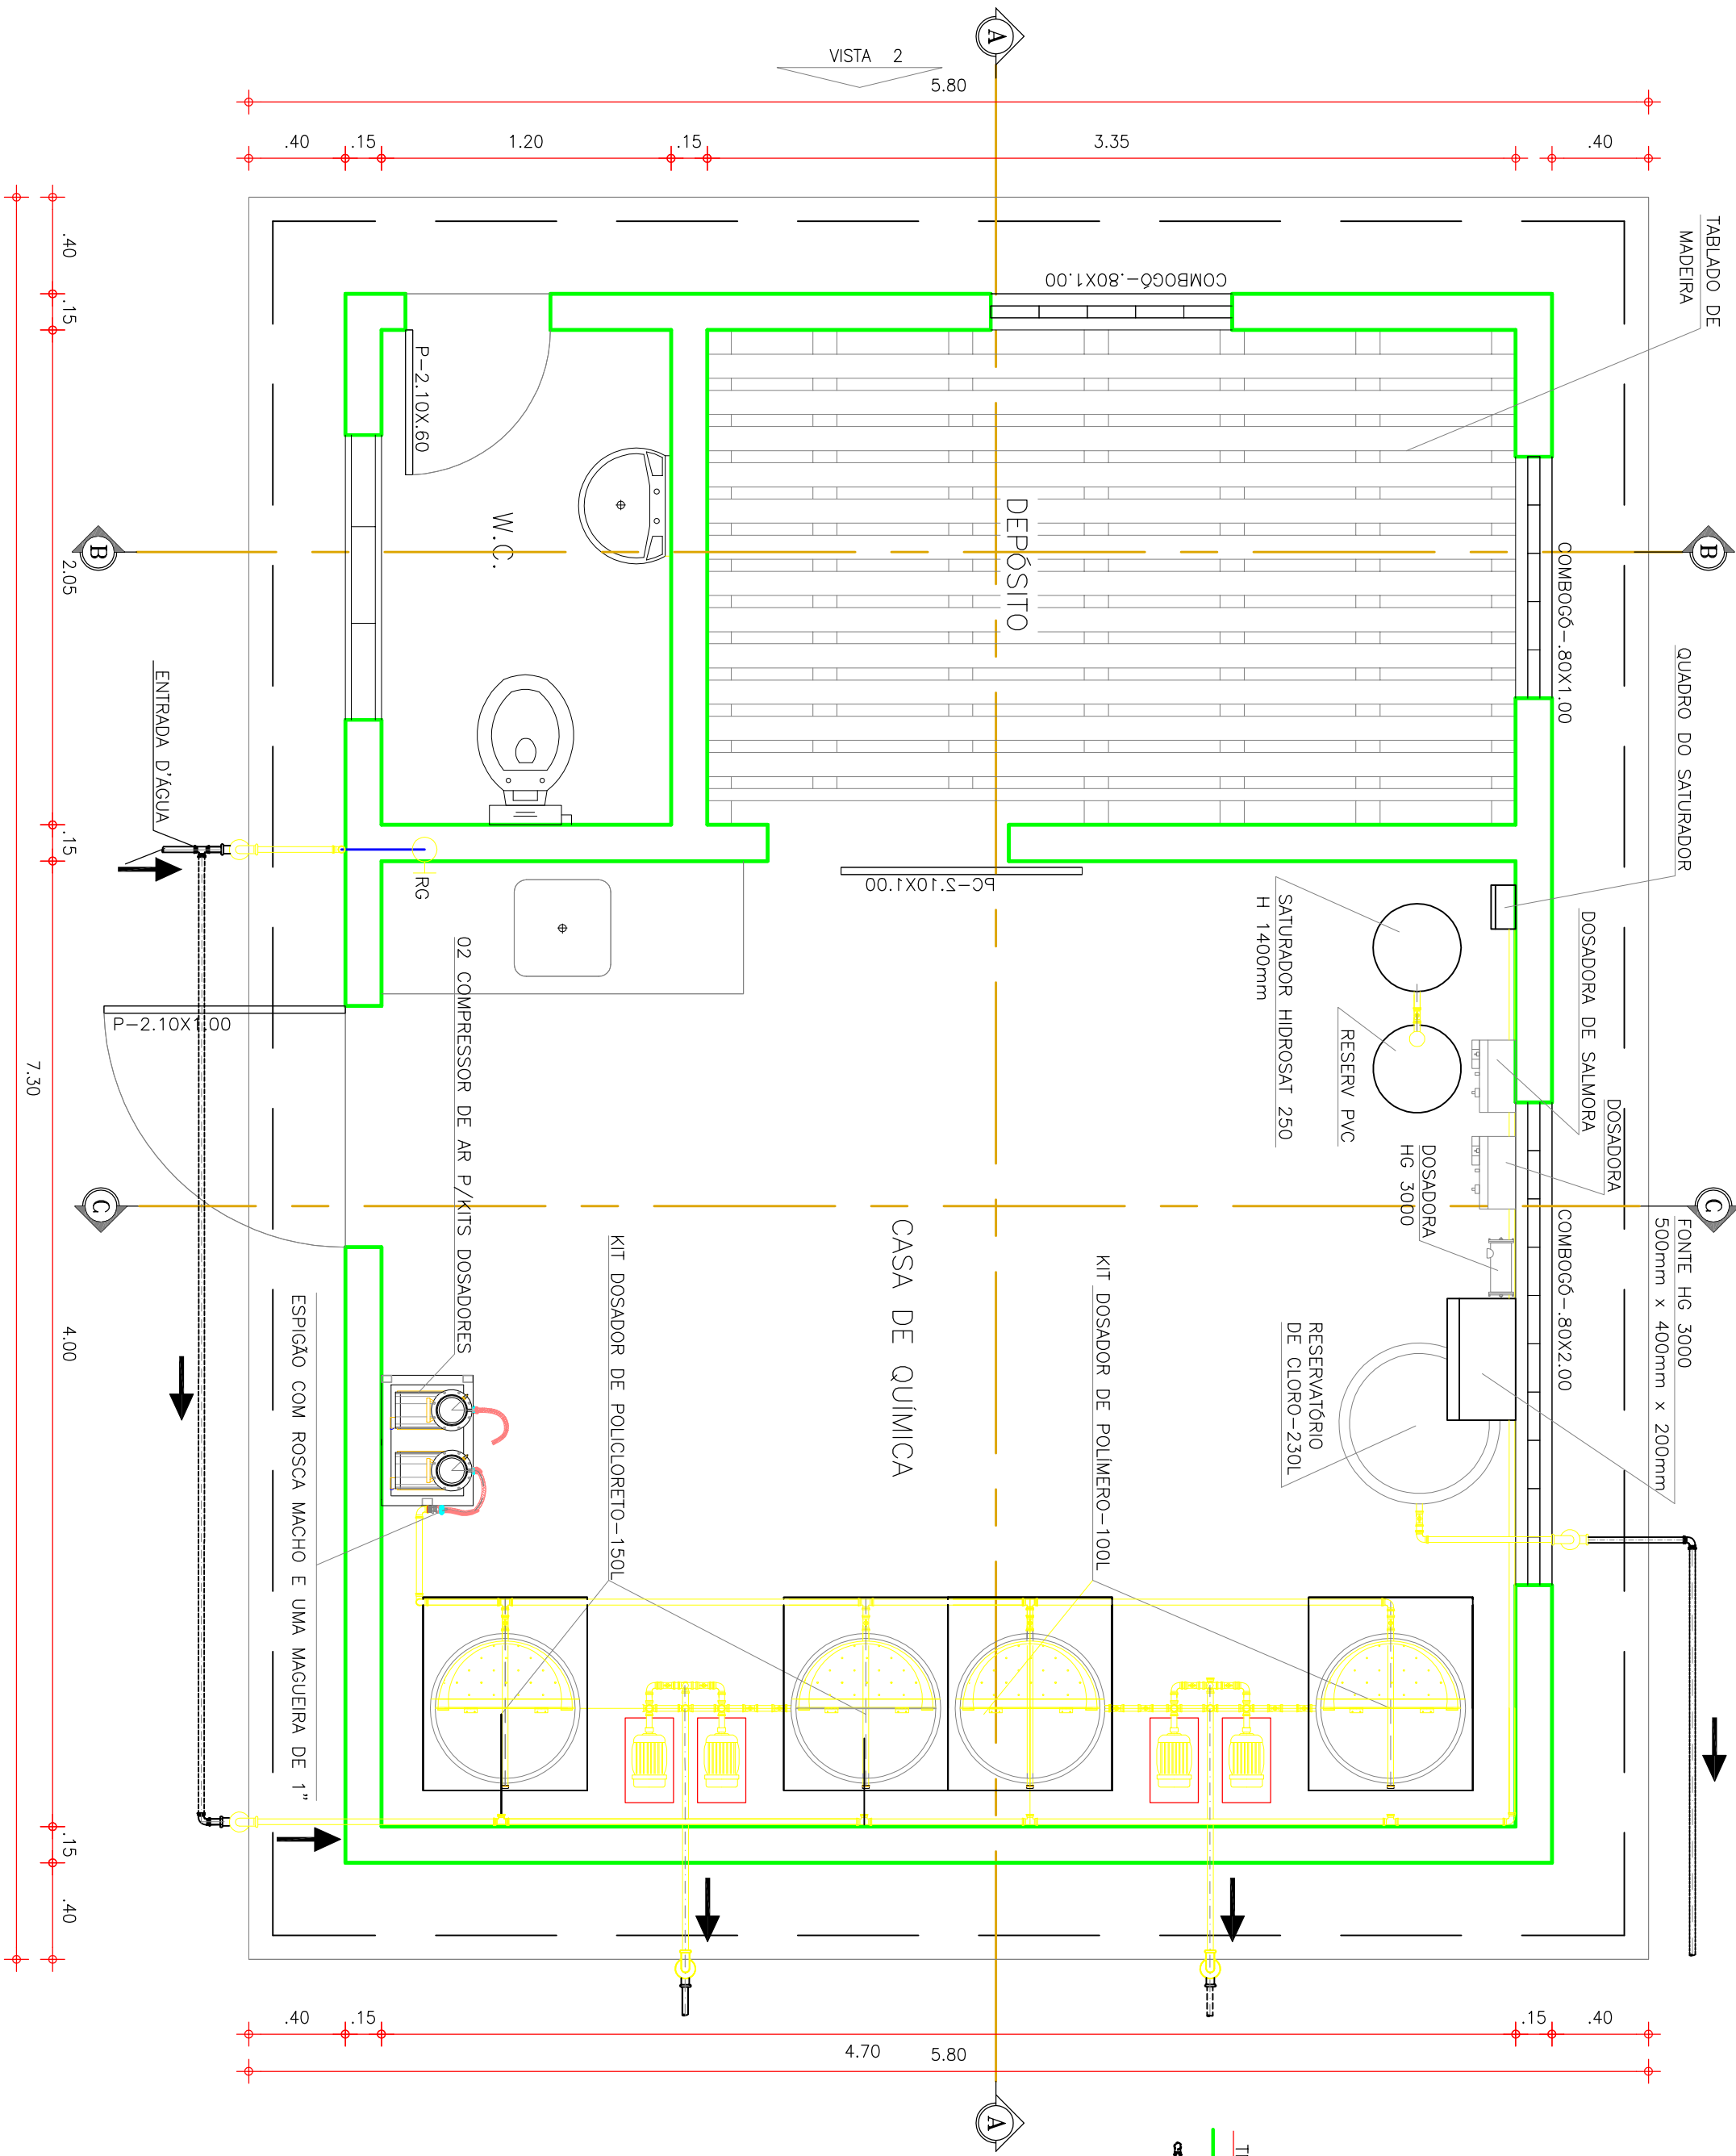 VISTA 2
5.80
.40
.15
1.20
.15
3.35
.40
A
TABLADO DE
MADEIRA
COMBOGÓ-.80X1.00
P-2.10X.60
W.C.
DEPÓSITO
COMBOGÓ-.80X1.00
B
B
QUADRO DO SATURADOR
ENTRADA D'ÁGUA
RG
PC-2.10X1.00
SATURADOR HIDROSAT 250
H 1400mm
RESERV PVC
DOSADORA DE SALMORA
DOSADORA
DOSADORA
HG 3000
COMBOGÓ-.80X2.00
FONTE HG 3000
500mm x 400mm x 200mm
P-2.10X1.00
02 COMPRESSOR DE AR P/KITS DOSADORES
C
C
CASA DE QUÍMICA
KIT DOSADOR DE POLICLORETO-150L
KIT DOSADOR DE POLÍMERO-100L
RESERVATÓRIO
DE CLORO-230L
ESPIGÃO COM ROSCA MACHO E UMA MAGUEIRA DE 1"
.40
.15
2.05
.15
4.00
.15
.40
7.30
.40
.15
4.70
.15
.40
5.80
A